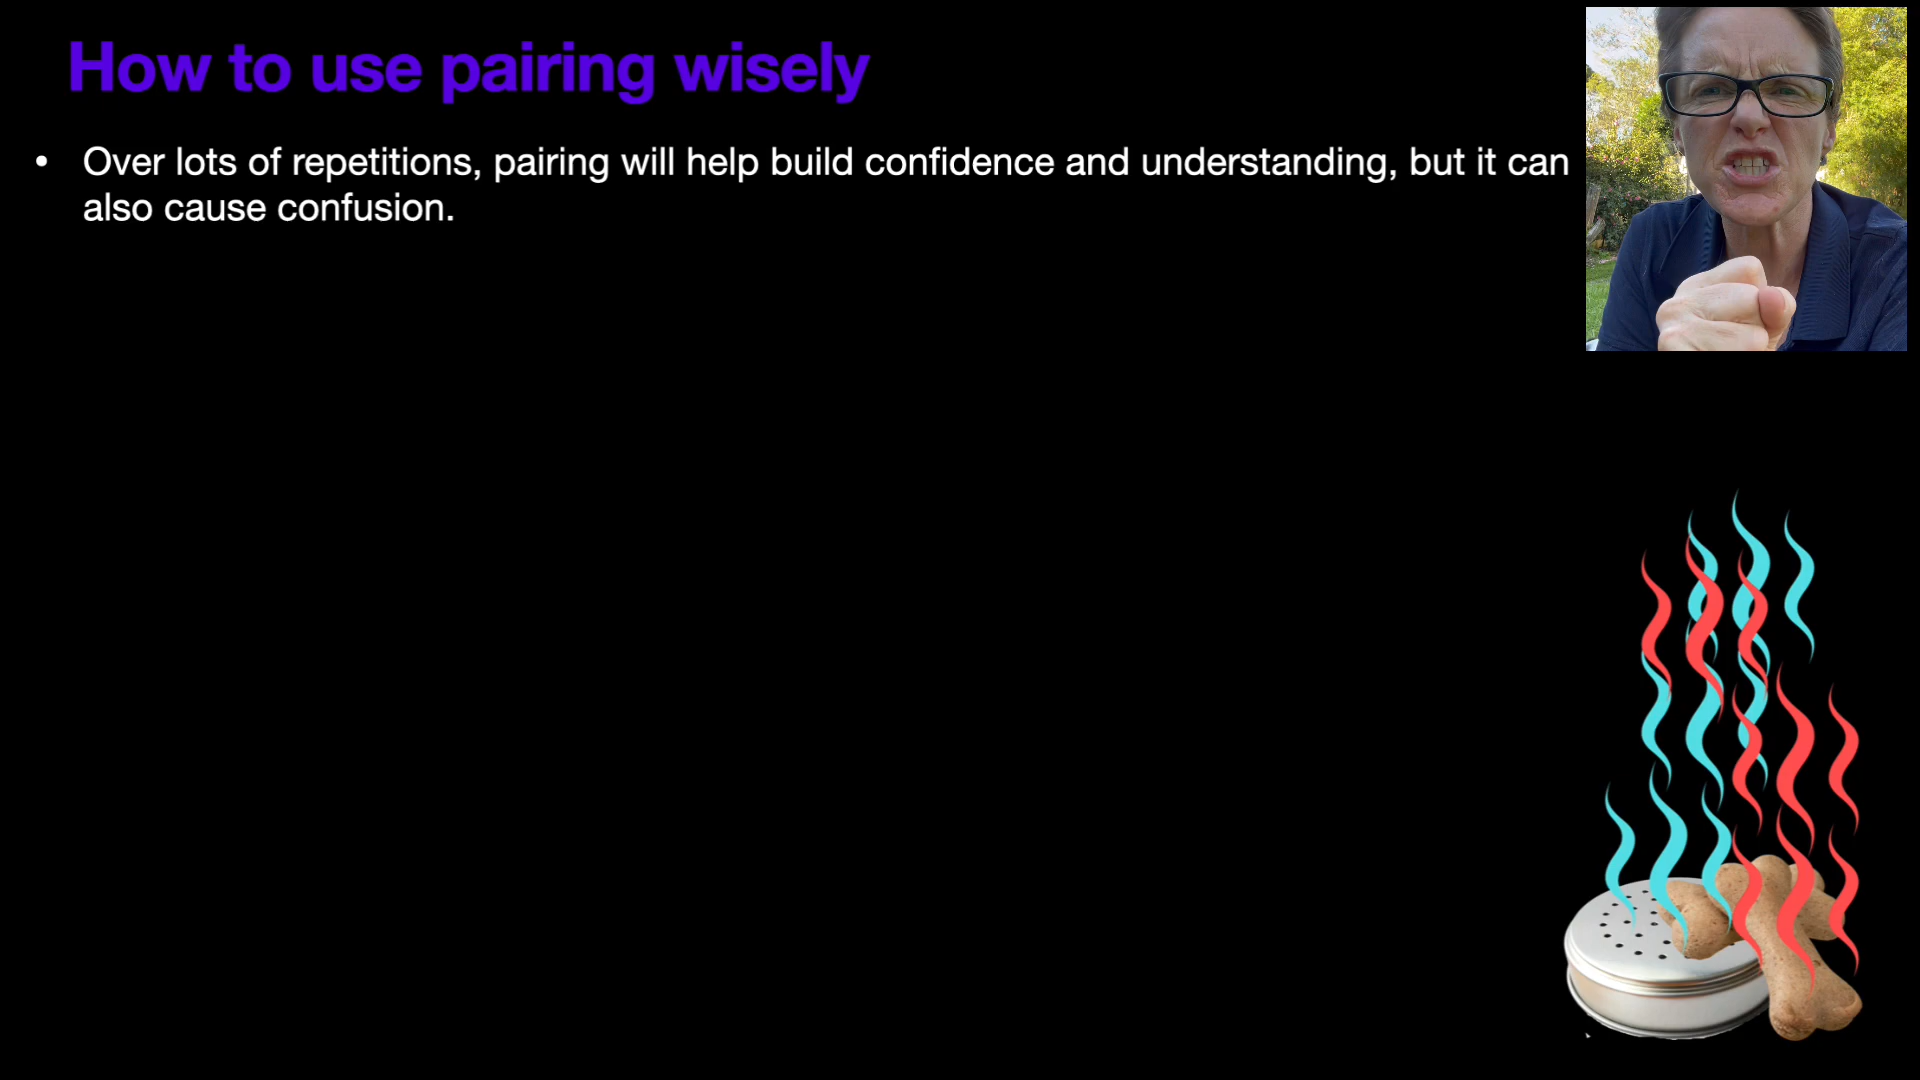 How to use pairing wisely
• Over lots of repetitions, pairing will help build confidence and understanding, but it can
also cause confusion.